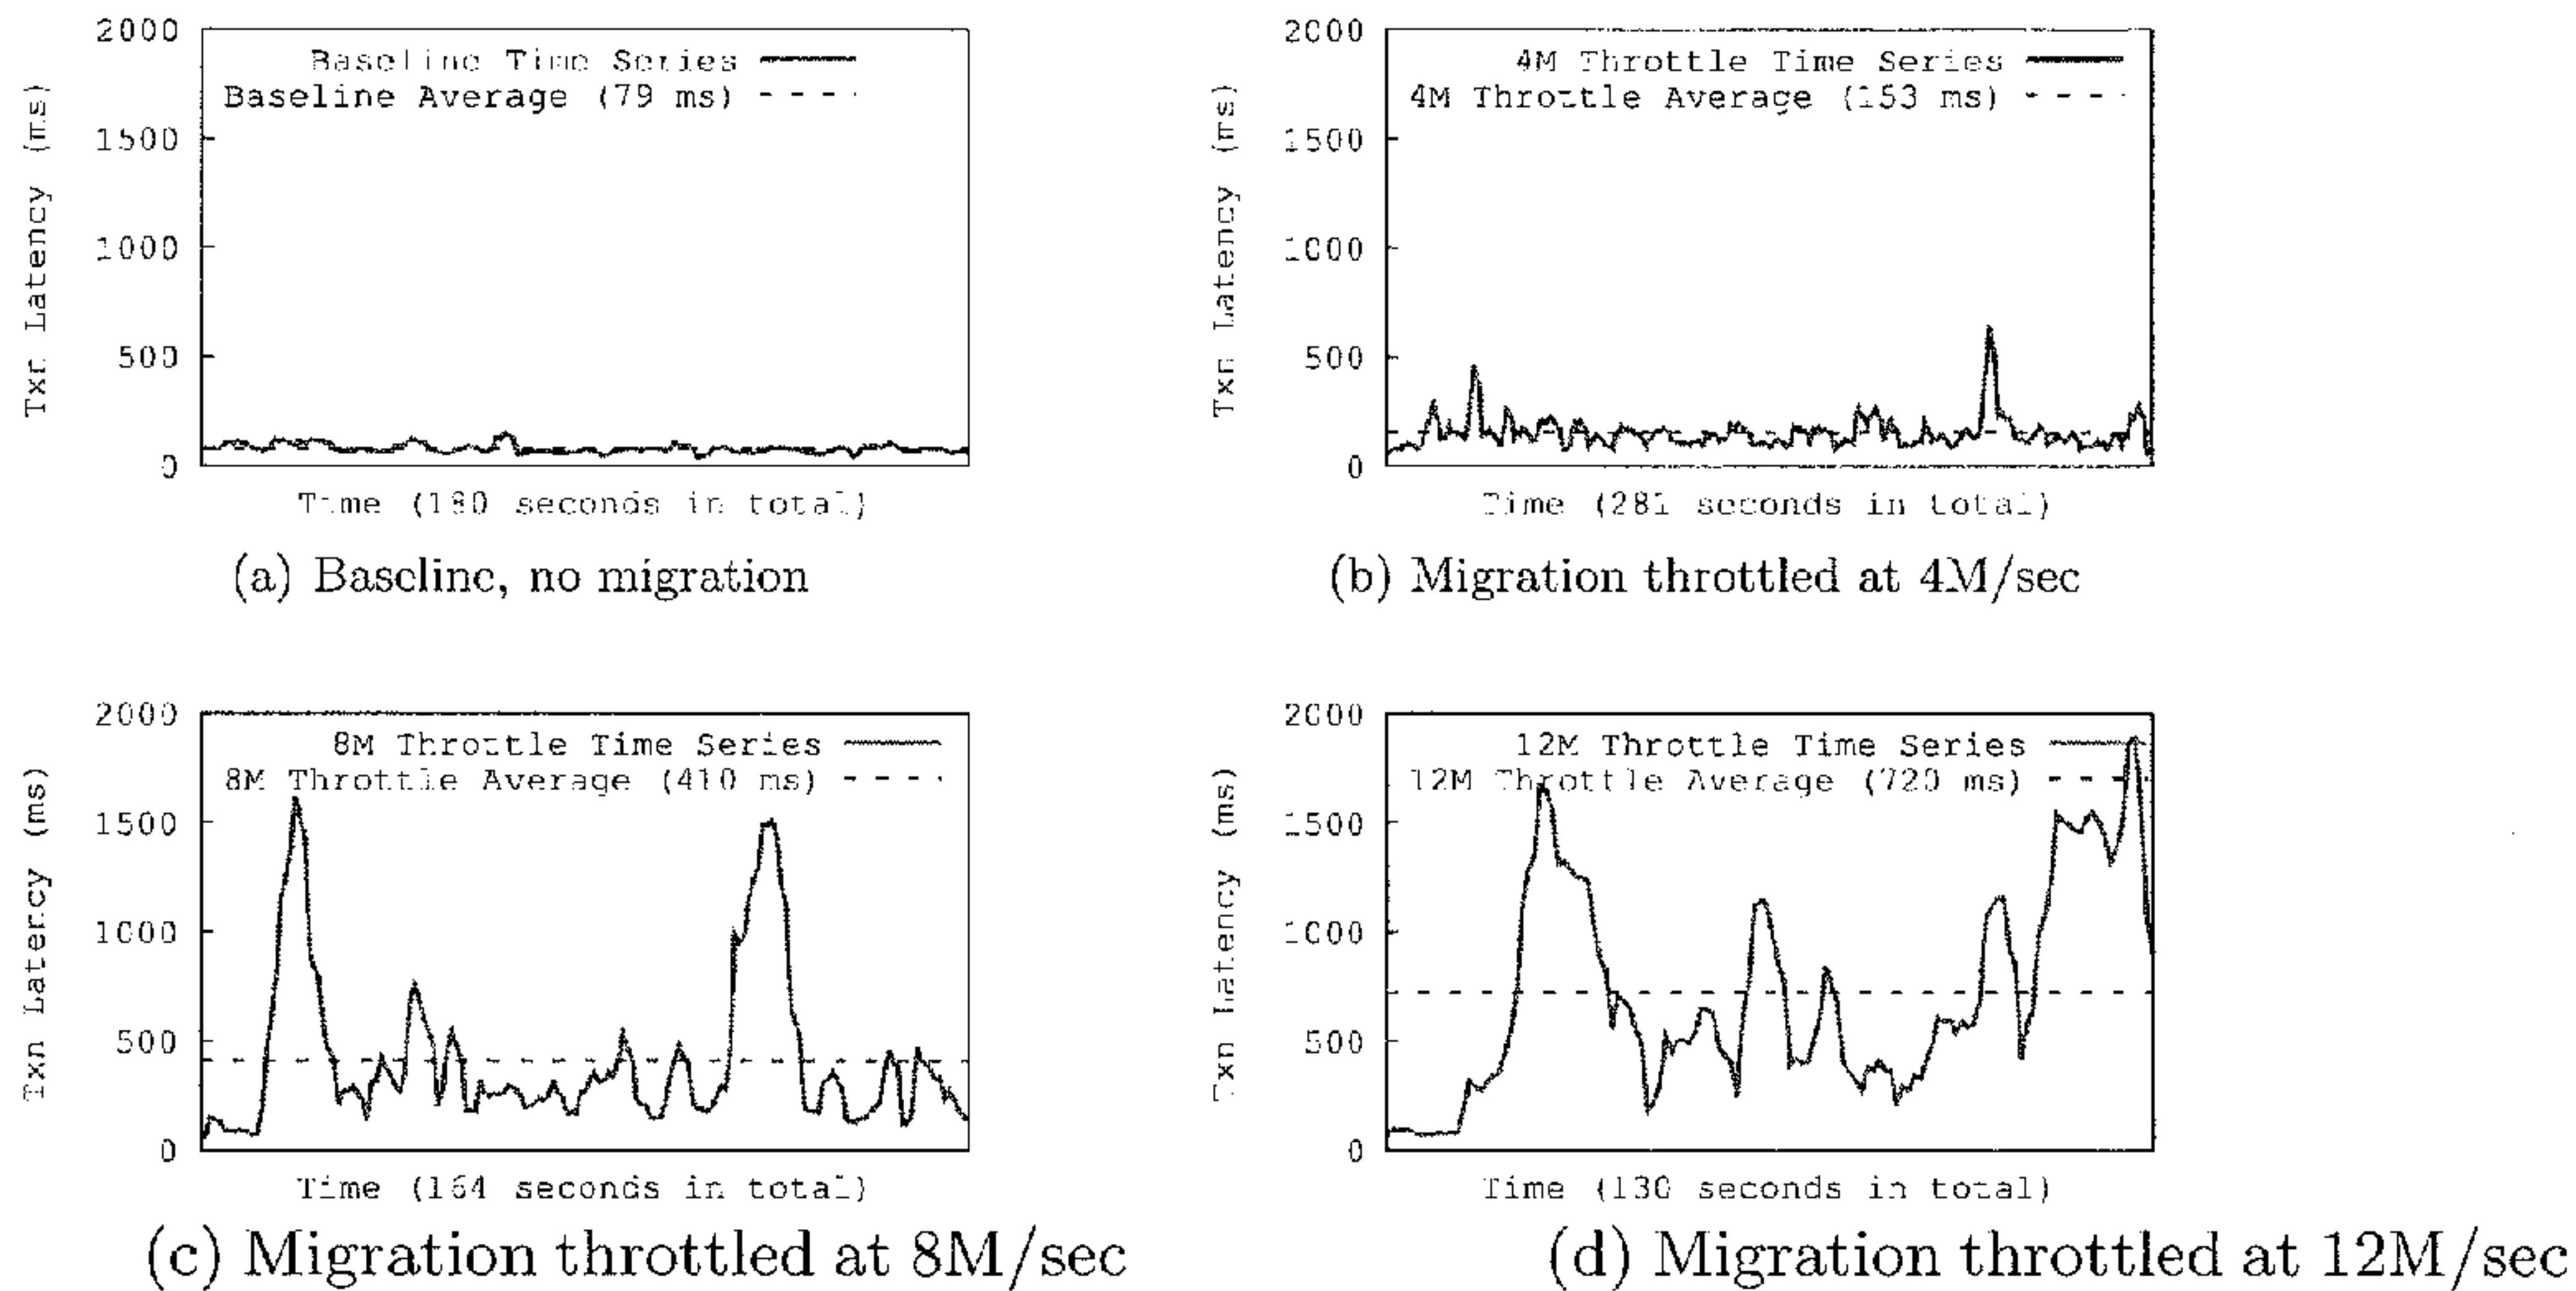 2000
1500
1000
500
0
Txn Latency (ms)
Baseline Time Series
Baseline Average (79 ms)
Time (180 seconds in total)
(a) Baseline, no migration
2000
1500
1000
500
0
Txn Latency (ms)
4M Throttle Time Series
4M Throttle Average (153 ms)
Time (281 seconds in total)
(b) Migration throttled at 4M/sec
2000
1500
1000
500
0
Txn Latency (ms)
8M Throttle Time Series
8M Throttle Average (410 ms)
Time (164 seconds in total)
(c) Migration throttled at 8M/sec
2000
1500
1000
500
0
Txn Latency (ms)
12M Throttle Time Series
12M Throttle Average (720 ms)
Time (130 seconds in total)
(d) Migration throttled at 12M/sec